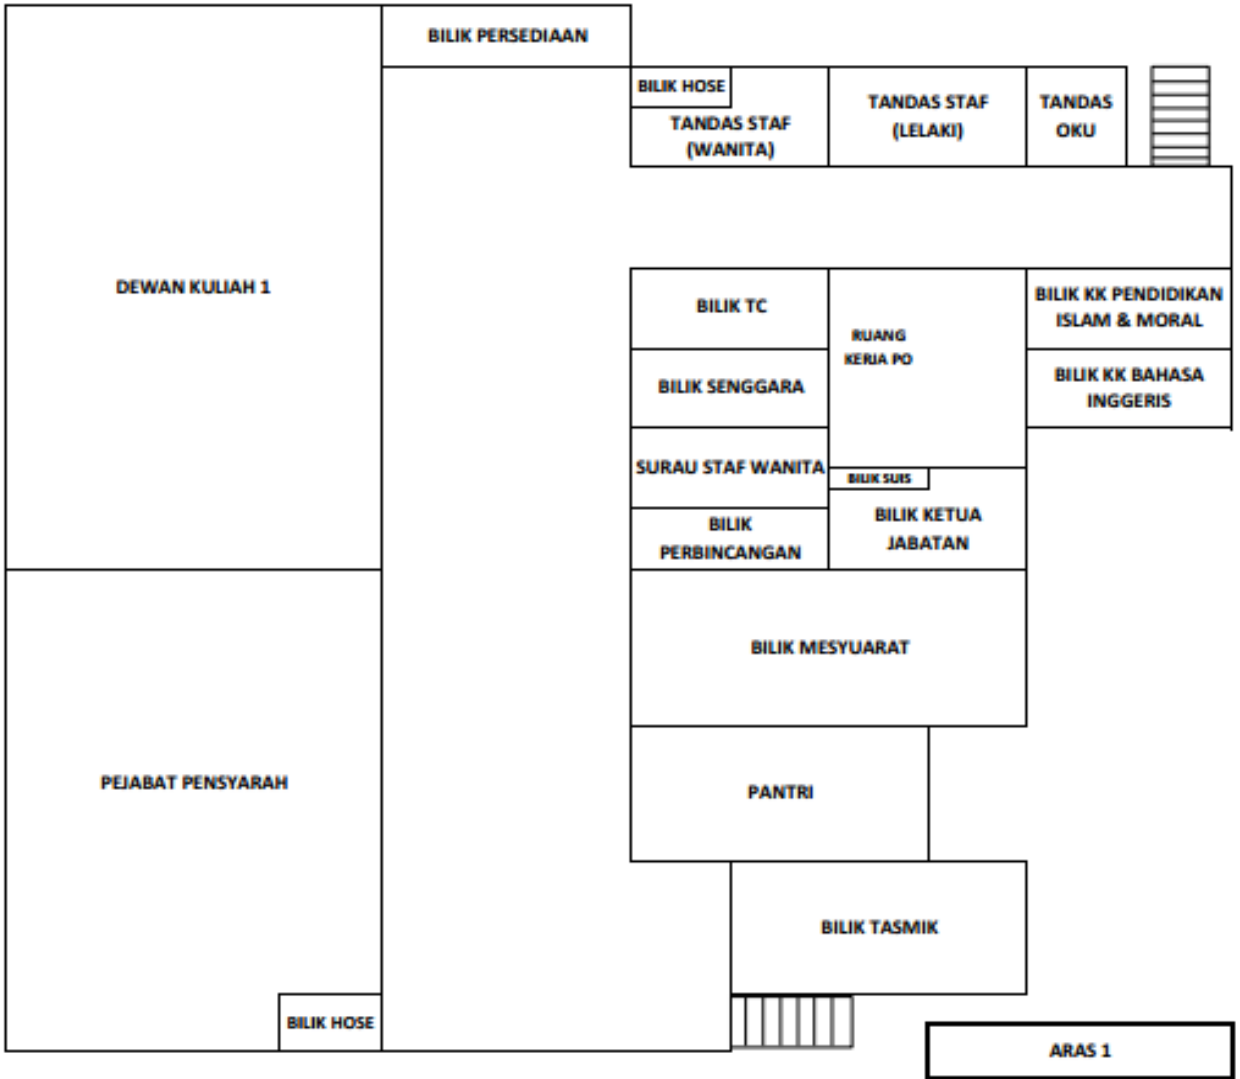 BILIK PERSEDIAAN
BILIK HOSE
TANDAS STAF
(WANITA)
TANDAS STAF
(LELAKI)
TANDAS
OKU
DEWAN KULIAH 1
BILIK TC
RUANG
KERJA PO
BILIK KK PENDIDIKAN
ISLAM & MORAL
BILIK SENGGARA
BILIK KK BAHASA
INGGERIS
SURAU STAF WANITA
BILIK SUIS
BILIK KETUA
JABATAN
BILIK
PERBINCANGAN
BILIK MESYUARAT
PEJABAT PENSYARAH
PANTRI
BILIK TASMIK
BILIK HOSE
ARAS 1